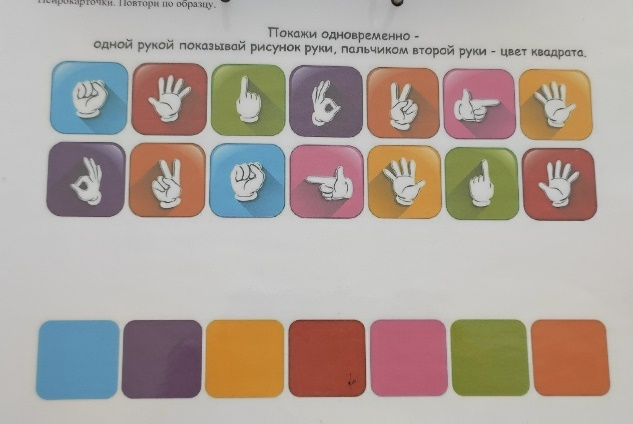 Нейрокарточки. Повтори по образцу.
Покажи одновременно -
одной рукой показывай рисунок руки, пальчиком второй руки - цвет квадрата.